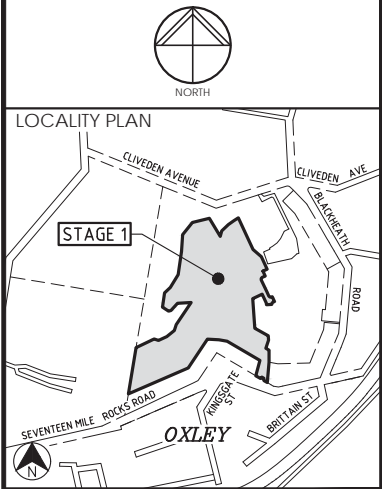 NORTH
LOCALITY PLAN
CLIVEDEN AVENUE
CLIVEDEN AVE
BLACKHEATH
ROAD
STAGE 1
KINGSGATE
ST
SEVENTEEN MILE ROCKS ROAD
BRITTAIN ST
OXLEY
N